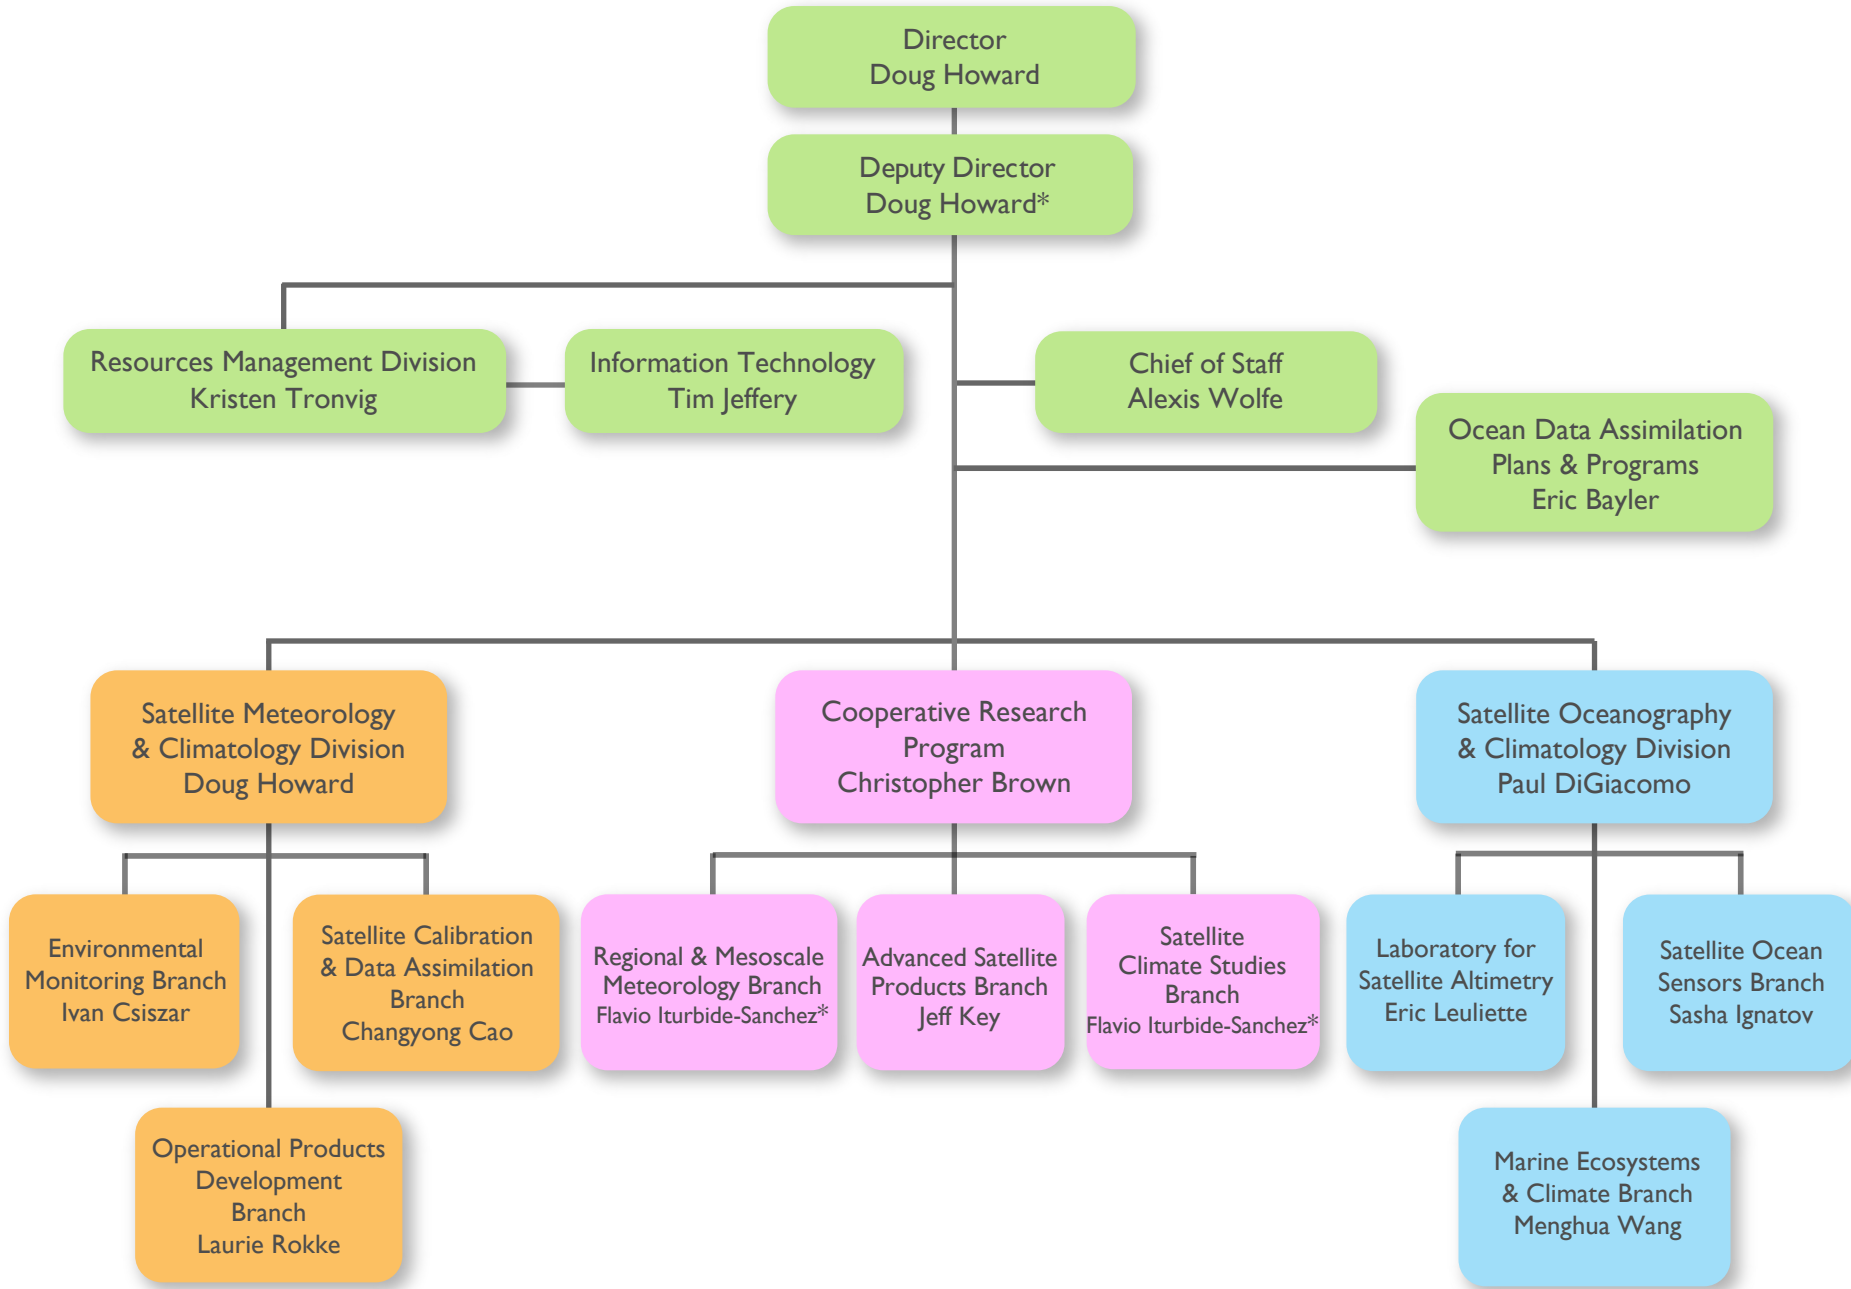 Director
Doug Howard
Deputy Director
Doug Howard*
Resources Management Division
Kristen Tronvig
Information Technology
Tim Jeffery
Chief of Staff
Alexis Wolfe
Ocean Data Assimilation
Plans & Programs
Eric Bayler
Satellite Meteorology
& Climatology Division
Doug Howard
Cooperative Research
Program
Christopher Brown
Satellite Oceanography
& Climatology Division
Paul DiGiacomo
Environmental
Monitoring Branch
Ivan Csiszar
Satellite Calibration
& Data Assimilation
Branch
Changyong Cao
Regional & Mesoscale
Meteorology Branch
Flavio Iturbide-Sanchez*
Advanced Satellite
Products Branch
Jeff Key
Satellite
Climate Studies
Branch
Flavio Iturbide-Sanchez*
Laboratory for
Satellite Altimetry
Eric Leuliette
Satellite Ocean
Sensors Branch
Sasha Ignatov
Operational Products
Development
Branch
Laurie Rokke
Marine Ecosystems
& Climate Branch
Menghua Wang